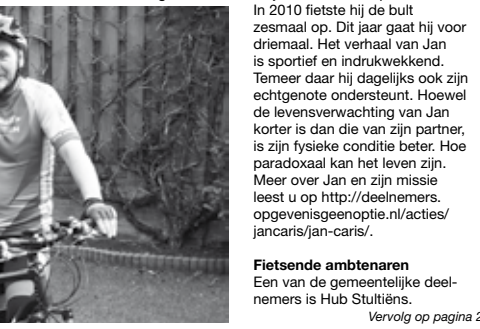 In 2010 fietste hij de bult
zesmaal op. Dit jaar gaat hij voor
driemaal. Het verhaal van Jan
is sportief en indrukwekkend.
Temeer daar hij dagelijks ook zijn
echtgenote ondersteunt. Hoewel
de levensverwachting van Jan
korter is dan die van zijn partner,
is zijn fysieke conditie beter. Hoe
paradoxaal kan het leven zijn.
Meer over Jan en zijn missie
leest u op http://deelnemers.
opgevenisgeenoptie.nl/acties/
jancaris/jan-caris/.

Fietsende ambtenaren
Een van de gemeentelijke deel-
nemers is Hub Stultiëns.
Vervolg op pagina 2